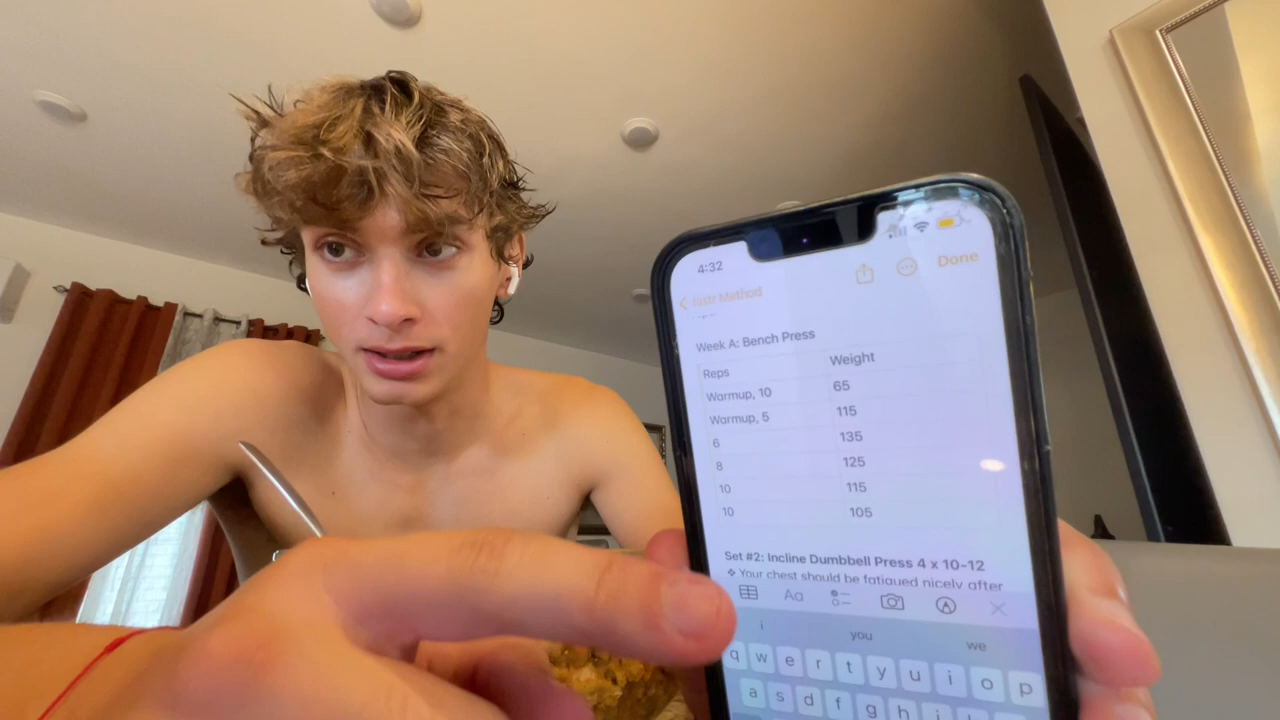 4:32
fastr Method
Done
Week A: Bench Press
Reps Weight
Warmup, 10 65
Warmup, 5 115
6 135
8 125
10 115
10 105
Set #2: Incline Dumbbell Press 4 x 10-12
❖ Your chest should be fatigued nicely after
Aa
i you we
q w e r t y u i o p
a s d f g h j